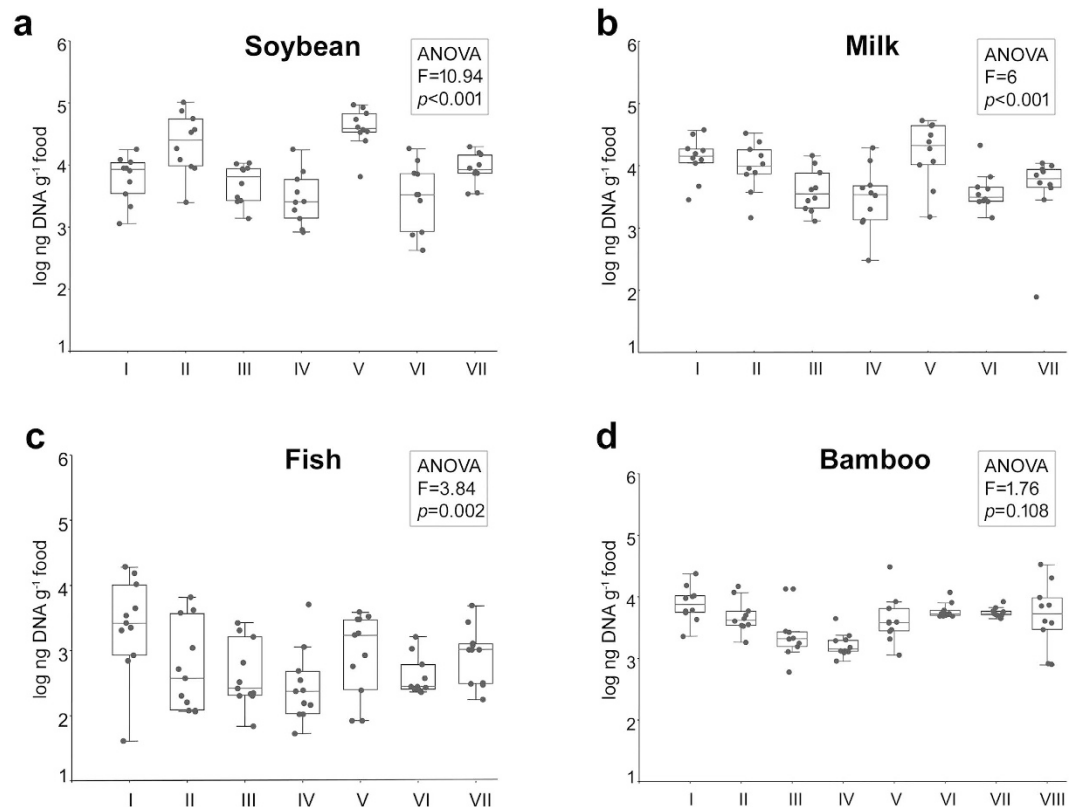 a
Soybean
ANOVA
F=10.94
p<0.001
log ng DNA g⁻¹ food
6
5
4
3
2
1
I II III IV V VI VII
b
Milk
ANOVA
F=6
p<0.001
log ng DNA g⁻¹ food
6
5
4
3
2
1
I II III IV V VI VII
c
Fish
ANOVA
F=3.84
p=0.002
log ng DNA g⁻¹ food
6
5
4
3
2
1
I II III IV V VI VII
d
Bamboo
ANOVA
F=1.76
p=0.108
log ng DNA g⁻¹ food
6
5
4
3
2
1
I II III IV V VI VII VIII